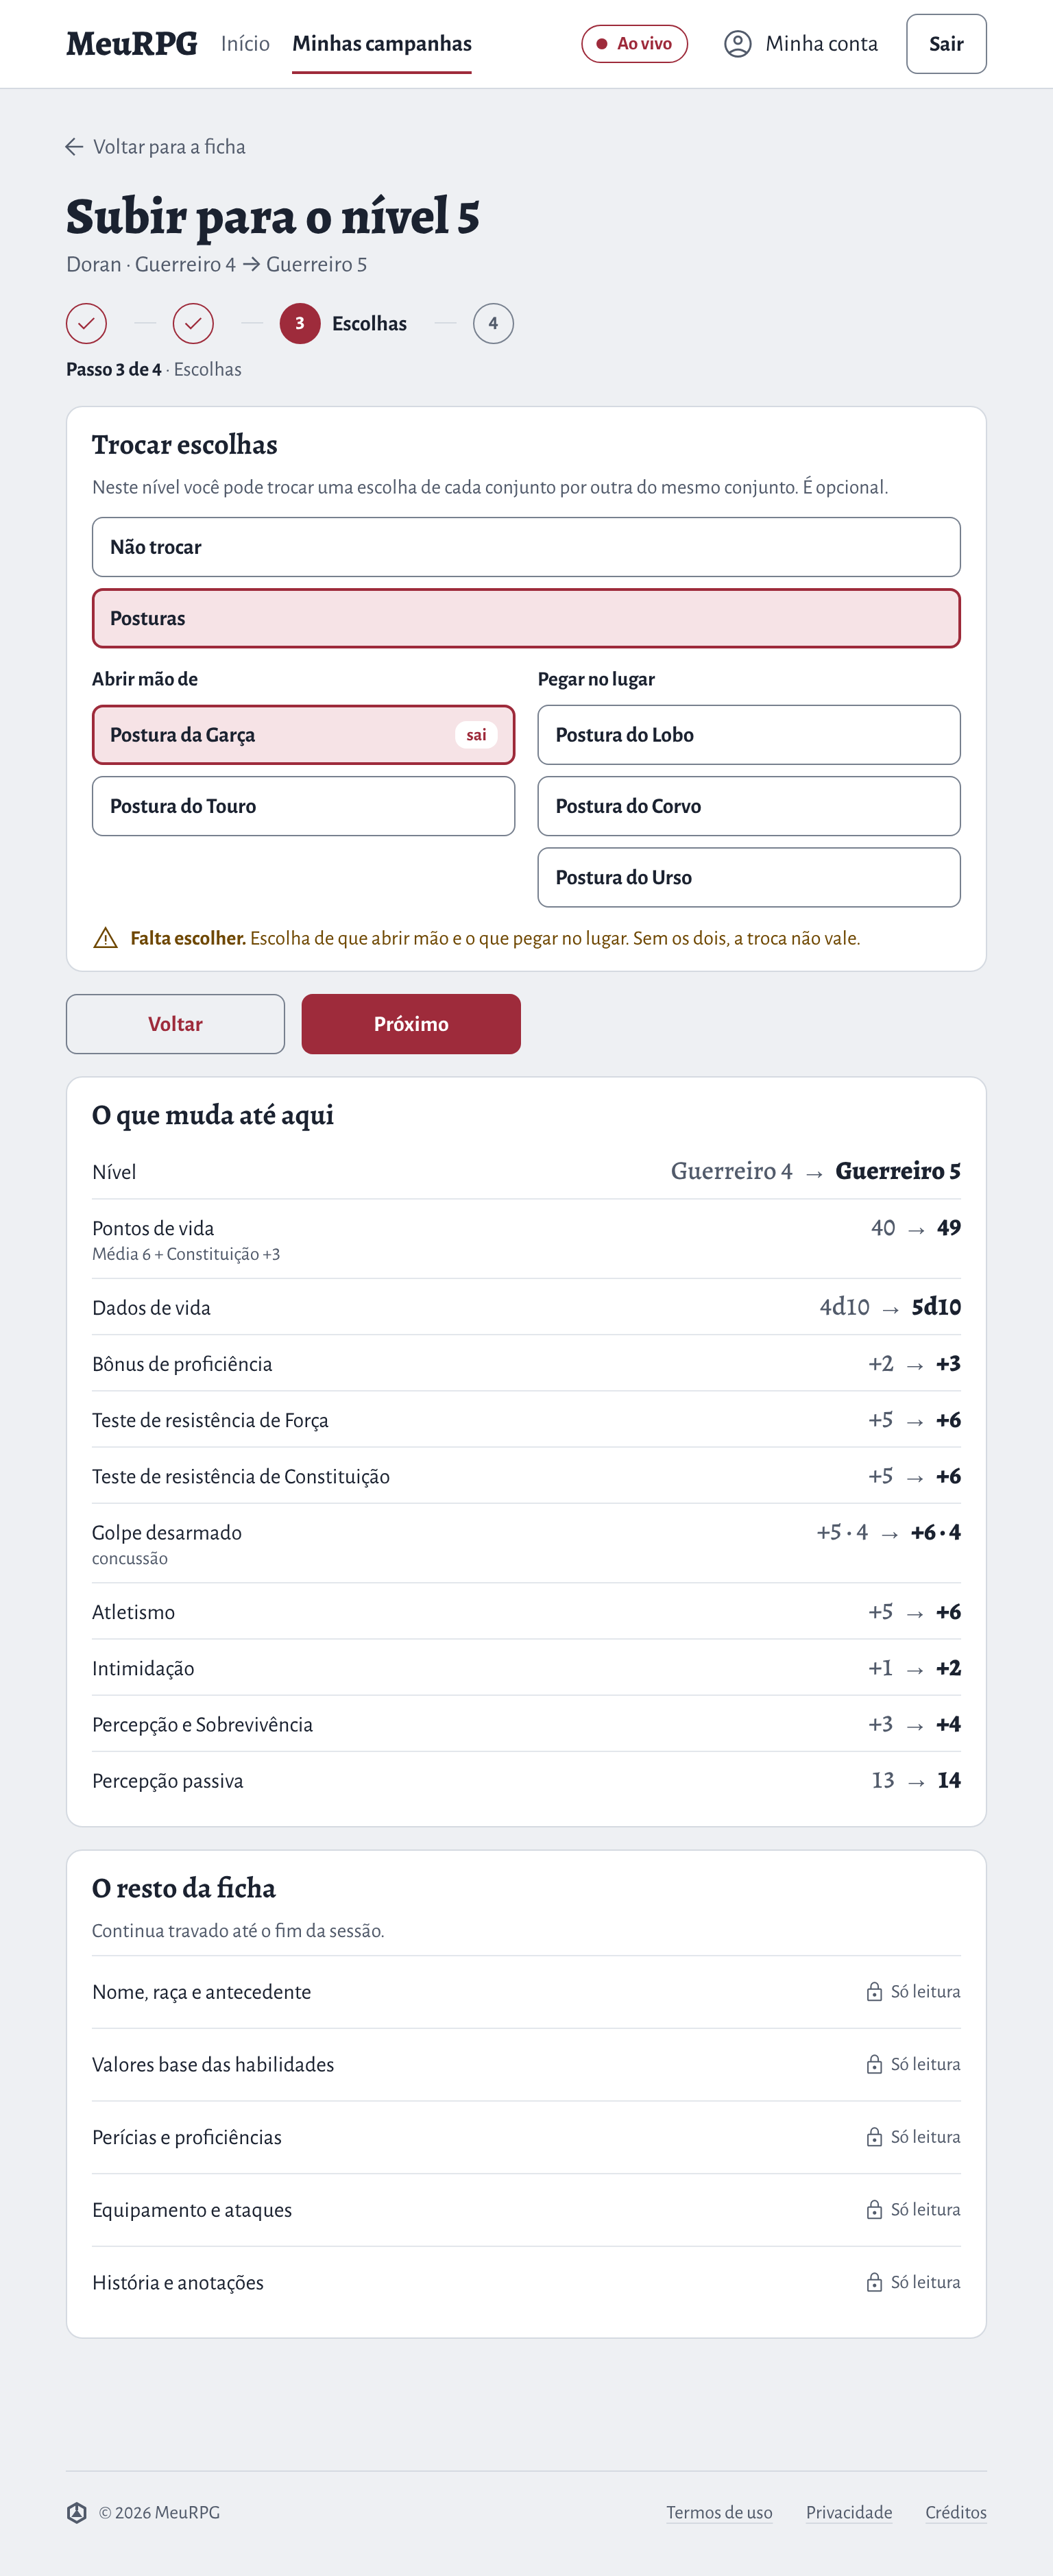 MeuRPG Início Minhas campanhas Ao vivo Minha conta Sair
← Voltar para a ficha
Subir para o nível 5
Doran · Guerreiro 4 → Guerreiro 5
3 Escolhas 4
Passo 3 de 4 · Escolhas
Trocar escolhas
Neste nível você pode trocar uma escolha de cada conjunto por outra do mesmo conjunto. É opcional.
Não trocar
Posturas
Abrir mão de Pegar no lugar
Postura da Garça sai Postura do Lobo
Postura do Touro Postura do Corvo
Postura do Urso
Falta escolher. Escolha de que abrir mão e o que pegar no lugar. Sem os dois, a troca não vale.
Voltar Próximo
O que muda até aqui
Nível Guerreiro 4 → Guerreiro 5
Pontos de vida 40 → 49
Média 6 + Constituição +3
Dados de vida 4d10 → 5d10
Bônus de proficiência +2 → +3
Teste de resistência de Força +5 → +6
Teste de resistência de Constituição +5 → +6
Golpe desarmado +5 · 4 → +6 · 4
concussão
Atletismo +5 → +6
Intimidação +1 → +2
Percepção e Sobrevivência +3 → +4
Percepção passiva 13 → 14
O resto da ficha
Continua travado até o fim da sessão.
Nome, raça e antecedente Só leitura
Valores base das habilidades Só leitura
Perícias e proficiências Só leitura
Equipamento e ataques Só leitura
História e anotações Só leitura
© 2026 MeuRPG Termos de uso Privacidade Créditos